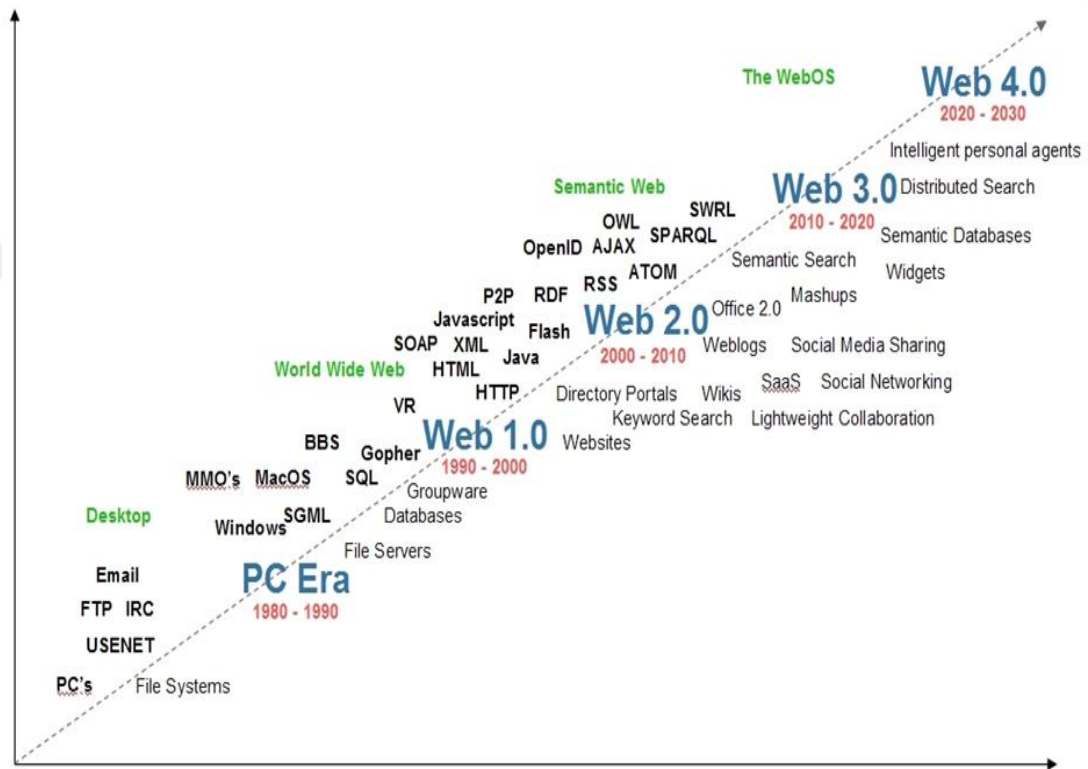 The WebOS
Web 4.0
2020 - 2030
Intelligent personal agents
Semantic Web
Web 3.0
Distributed Search
2010 - 2020
SWRL
OWL
SPARQL
Semantic Databases
OpenID
AJAX
Semantic Search
Widgets
ATOM
RSS
P2P
RDF
Mashups
Office 2.0
Web 2.0
2000 - 2010
Javascript
Flash
SOAP
XML
Java
Weblogs
Social Media Sharing
World Wide Web
HTML
HTTP
Directory Portals
Wikis
SaaS
Social Networking
VR
Keyword Search
Lightweight Collaboration
BBS
Gopher
Web 1.0
1990 - 2000
Websites
MMO's
MacOS
SQL
Groupware
Desktop
Windows
SGML
Databases
File Servers
Email
PC Era
1980 - 1990
FTP IRC
USENET
PC's
File Systems